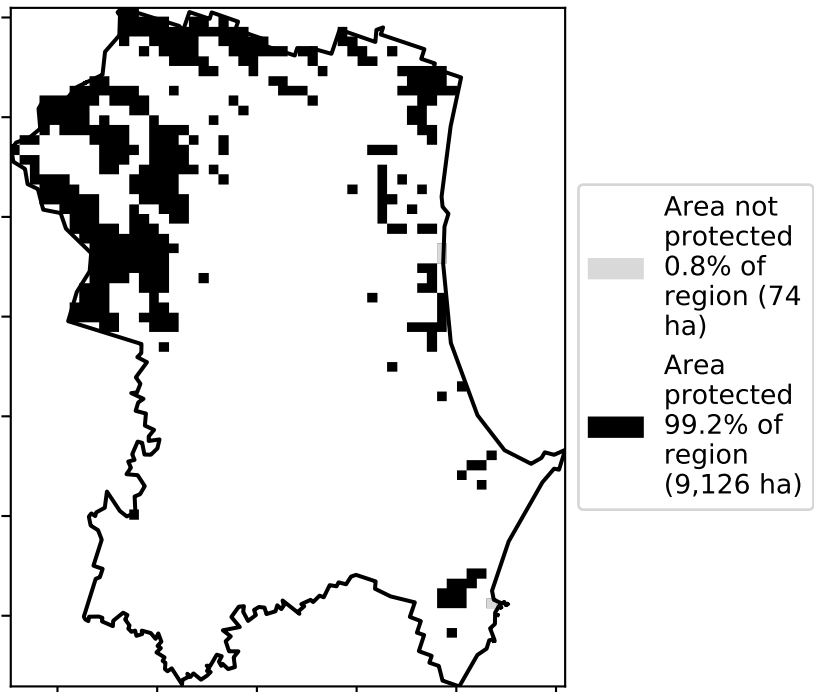 Area not
protected
0.8% of
region (74
ha)
Area
protected
99.2% of
region
(9,126 ha)